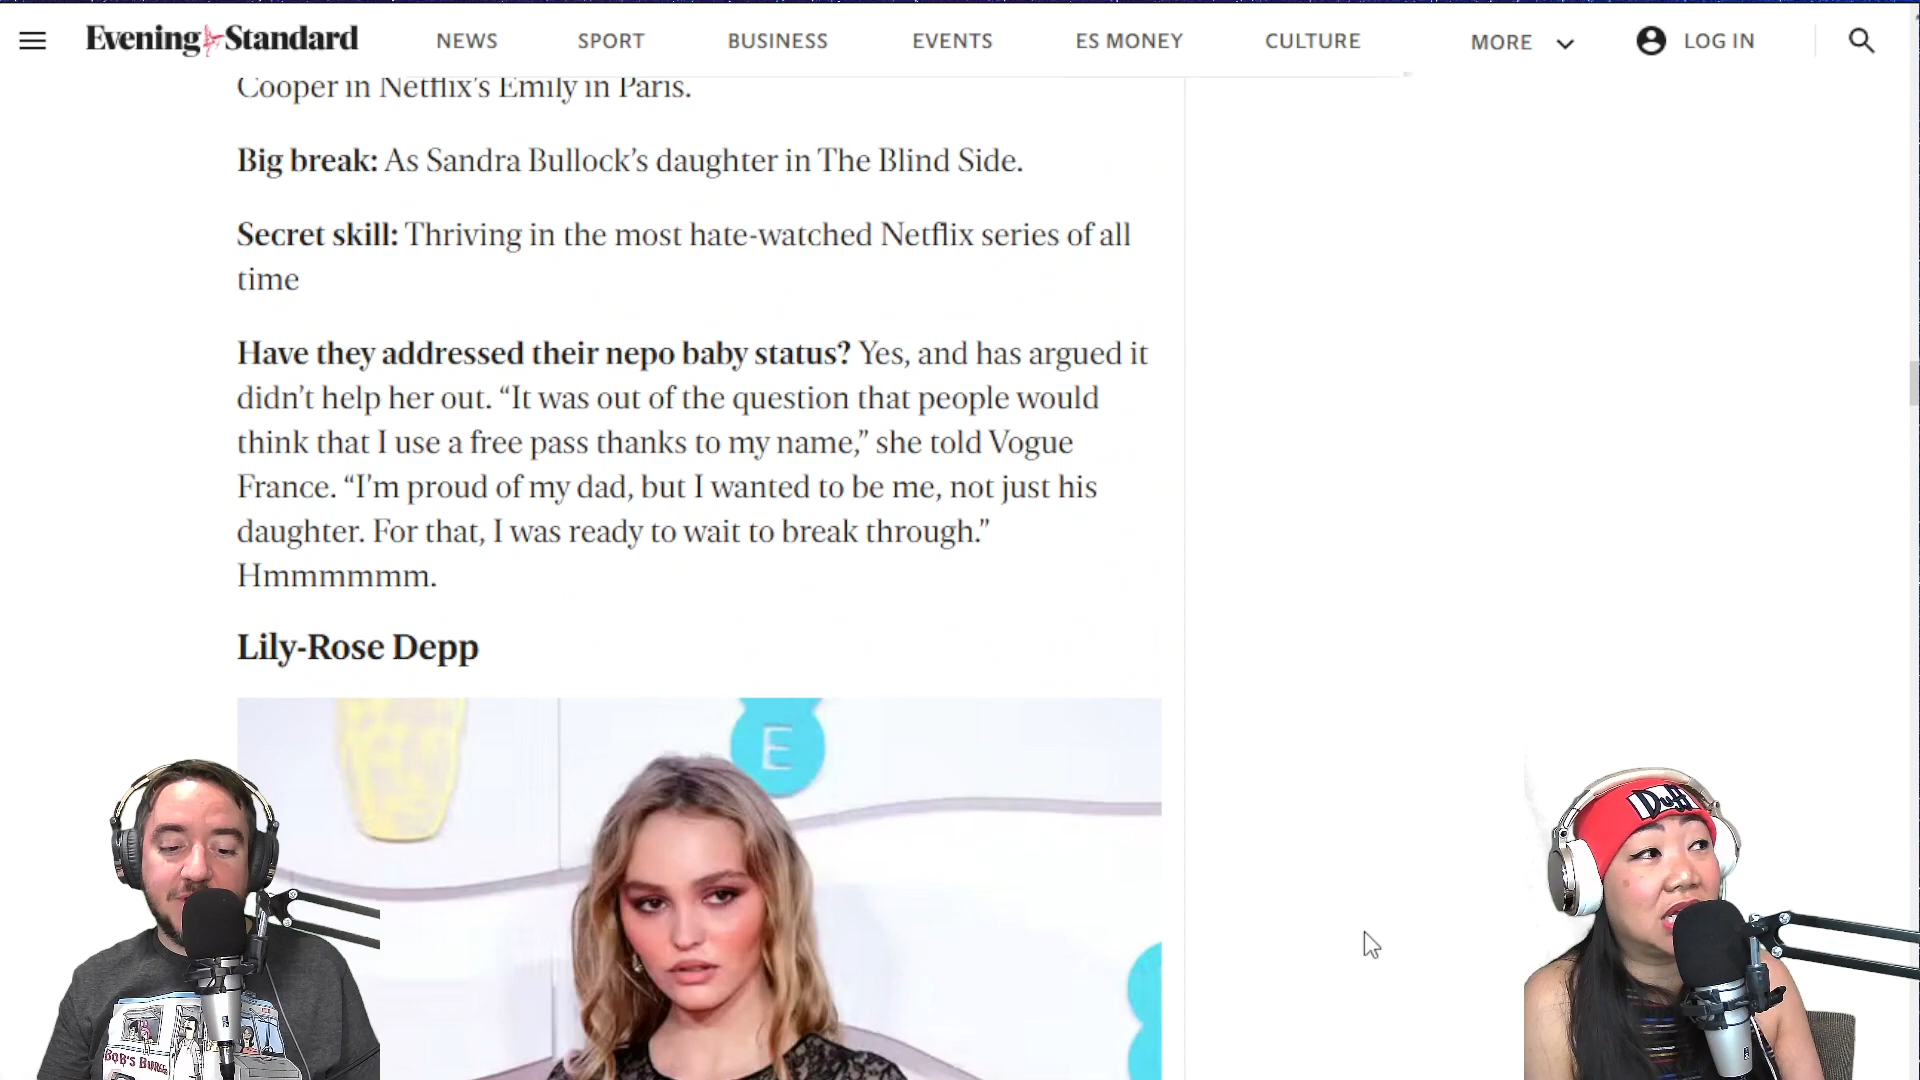 Evening Standard NEWS SPORT BUSINESS EVENTS ES MONEY CULTURE MORE LOG IN
Cooper in Netflix’s Emily in Paris.
Big break: As Sandra Bullock’s daughter in The Blind Side.
Secret skill: Thriving in the most hate-watched Netflix series of all
time
Have they addressed their nepo baby status? Yes, and has argued it
didn’t help her out. “It was out of the question that people would
think that I use a free pass thanks to my name,” she told Vogue
France. “I’m proud of my dad, but I wanted to be me, not just his
daughter. For that, I was ready to wait to break through.”
Hmmmmmm.
Lily-Rose Depp
E
Duff
BOB'S BURG